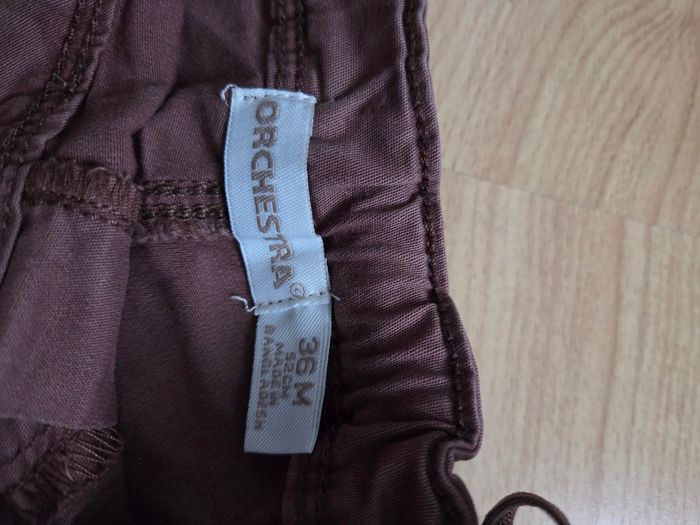 ORCHESTRA®
36 M
92CM
MADE IN
BANGLADESH